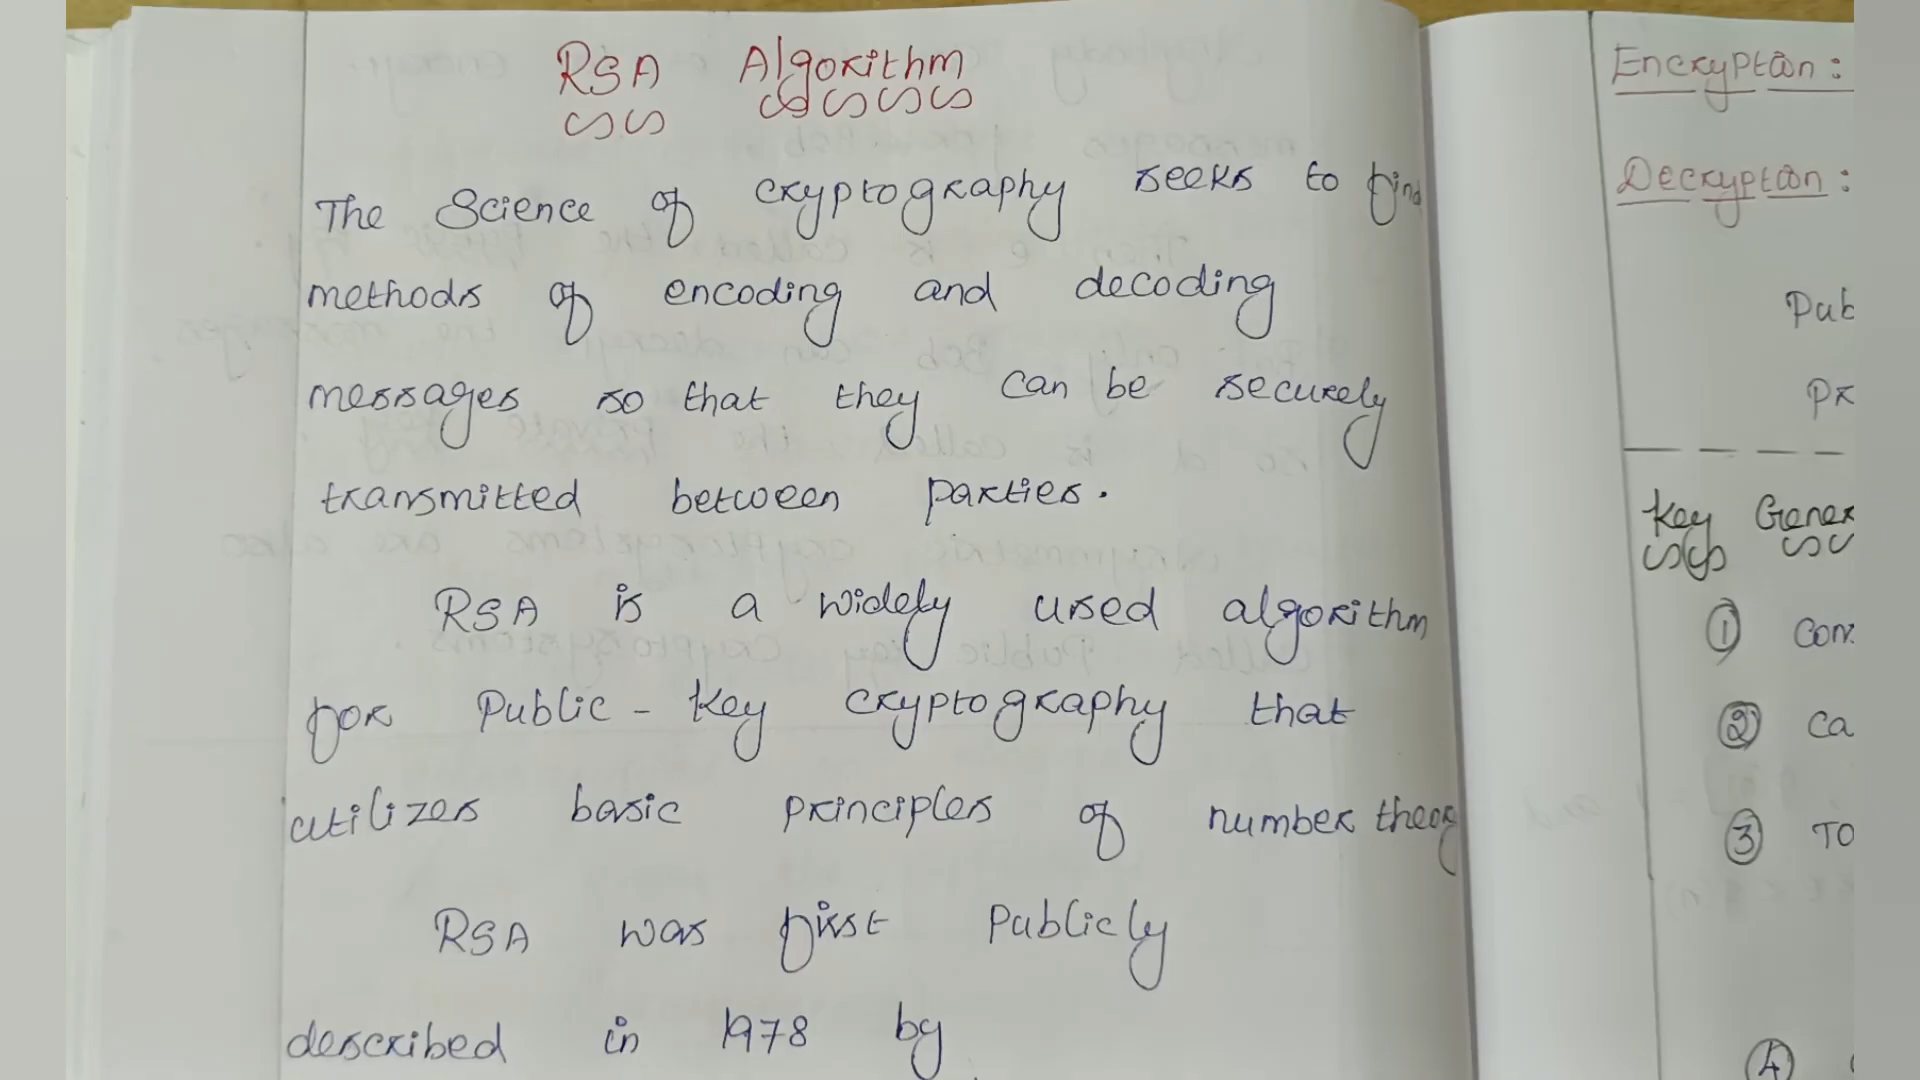 RSA Algorithm
The Science of cryptography seeks to find
methods of encoding and decoding
messages so that they can be securely
transmitted between parties.
RSA is a widely used algorithm
for Public - Key cryptography that
utilizes basic principles of number theory
RSA was first Publicly
described in 1978 by
Encryption :
Decryption :
Pub
Pr
Key Gener
① Con
② Ca
③ TO
④